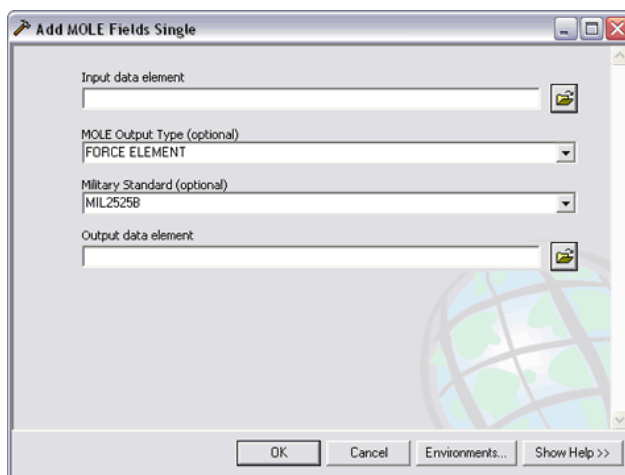 Add MOLE Fields Single
Input data element
MOLE Output Type (optional)
FORCE ELEMENT
Military Standard (optional)
MIL2525B
Output data element
OK Cancel Environments... Show Help >>